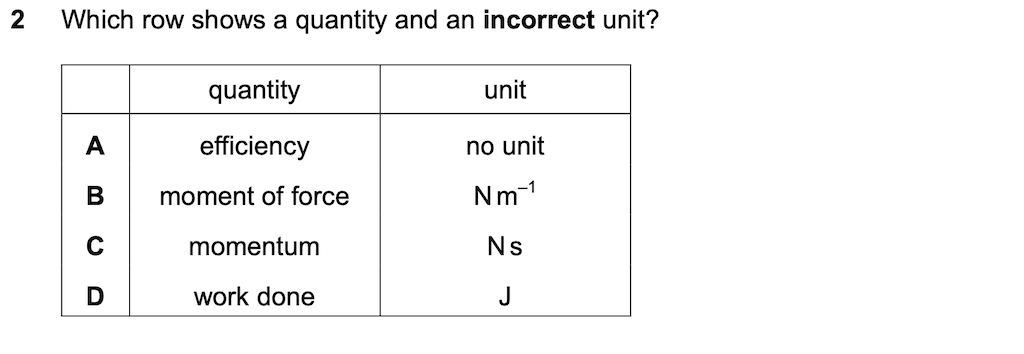 2 Which row shows a quantity and an incorrect unit?
quantity unit
A efficiency no unit
B moment of force N m⁻¹
C momentum N s
D work done J